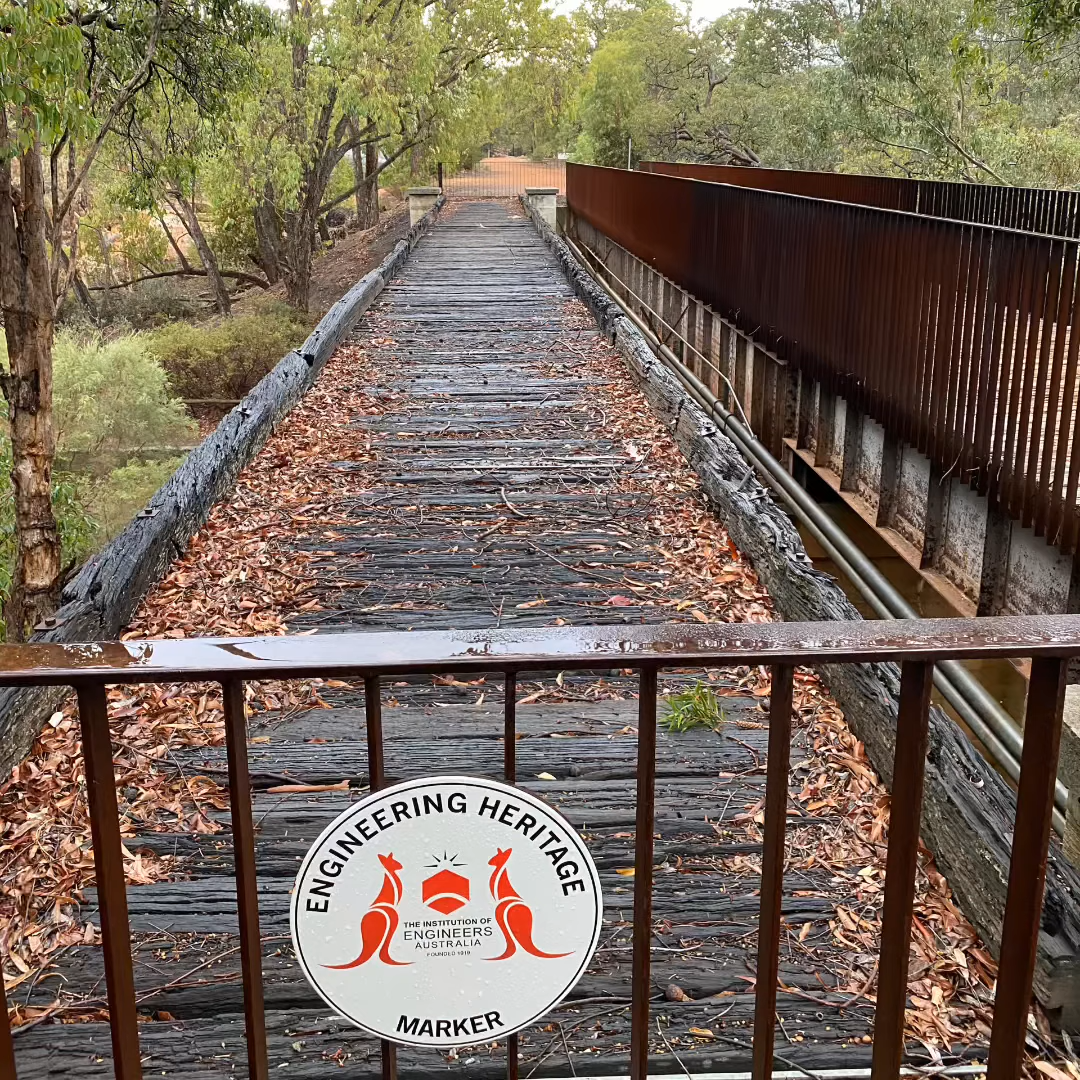 ENGINEERING HERITAGE
THE INSTITUTION OF
ENGINEERS
AUSTRALIA
FOUNDED 1919
MARKER